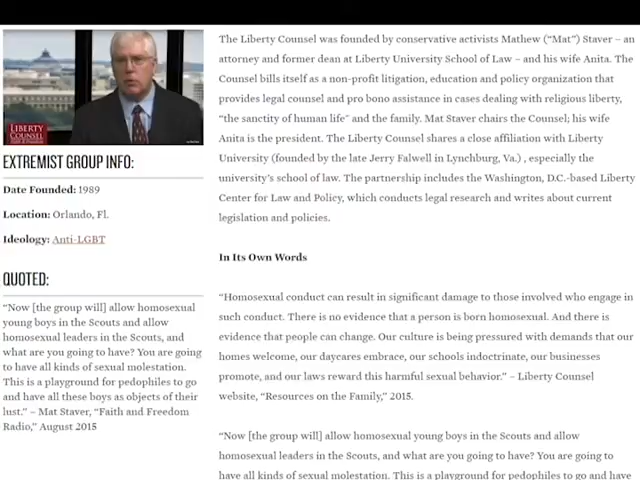 LIBERTY
COUNSEL
EXTREMIST GROUP INFO:
Date Founded: 1989
Location: Orlando, Fl.
Ideology: Anti-LGBT
QUOTED:
“Now [the group will] allow homosexual
young boys in the Scouts and allow
homosexual leaders in the Scouts, and
what are you going to have? You are going
to have all kinds of sexual molestation.
This is a playground for pedophiles to go
and have all these boys as objects of their
lust.” – Mat Staver, “Faith and Freedom
Radio,” August 2015
The Liberty Counsel was founded by conservative activists Mathew (“Mat”) Staver – an
attorney and former dean at Liberty University School of Law – and his wife Anita. The
Counsel bills itself as a non-profit litigation, education and policy organization that
provides legal counsel and pro bono assistance in cases dealing with religious liberty,
“the sanctity of human life” and the family. Mat Staver chairs the Counsel; his wife
Anita is the president. The Liberty Counsel shares a close affiliation with Liberty
University (founded by the late Jerry Falwell in Lynchburg, Va.) , especially the
university’s school of law. The partnership includes the Washington, D.C.-based Liberty
Center for Law and Policy, which conducts legal research and writes about current
legislation and policies.
In Its Own Words
“Homosexual conduct can result in significant damage to those involved who engage in
such conduct. There is no evidence that a person is born homosexual. And there is
evidence that people can change. Our culture is being pressured with demands that our
homes welcome, our daycares embrace, our schools indoctrinate, our businesses
promote, and our laws reward this harmful sexual behavior.” – Liberty Counsel
website, “Resources on the Family,” 2015.
“Now [the group will] allow homosexual young boys in the Scouts and allow
homosexual leaders in the Scouts, and what are you going to have? You are going to
have all kinds of sexual molestation. This is a playground for pedophiles to go and have